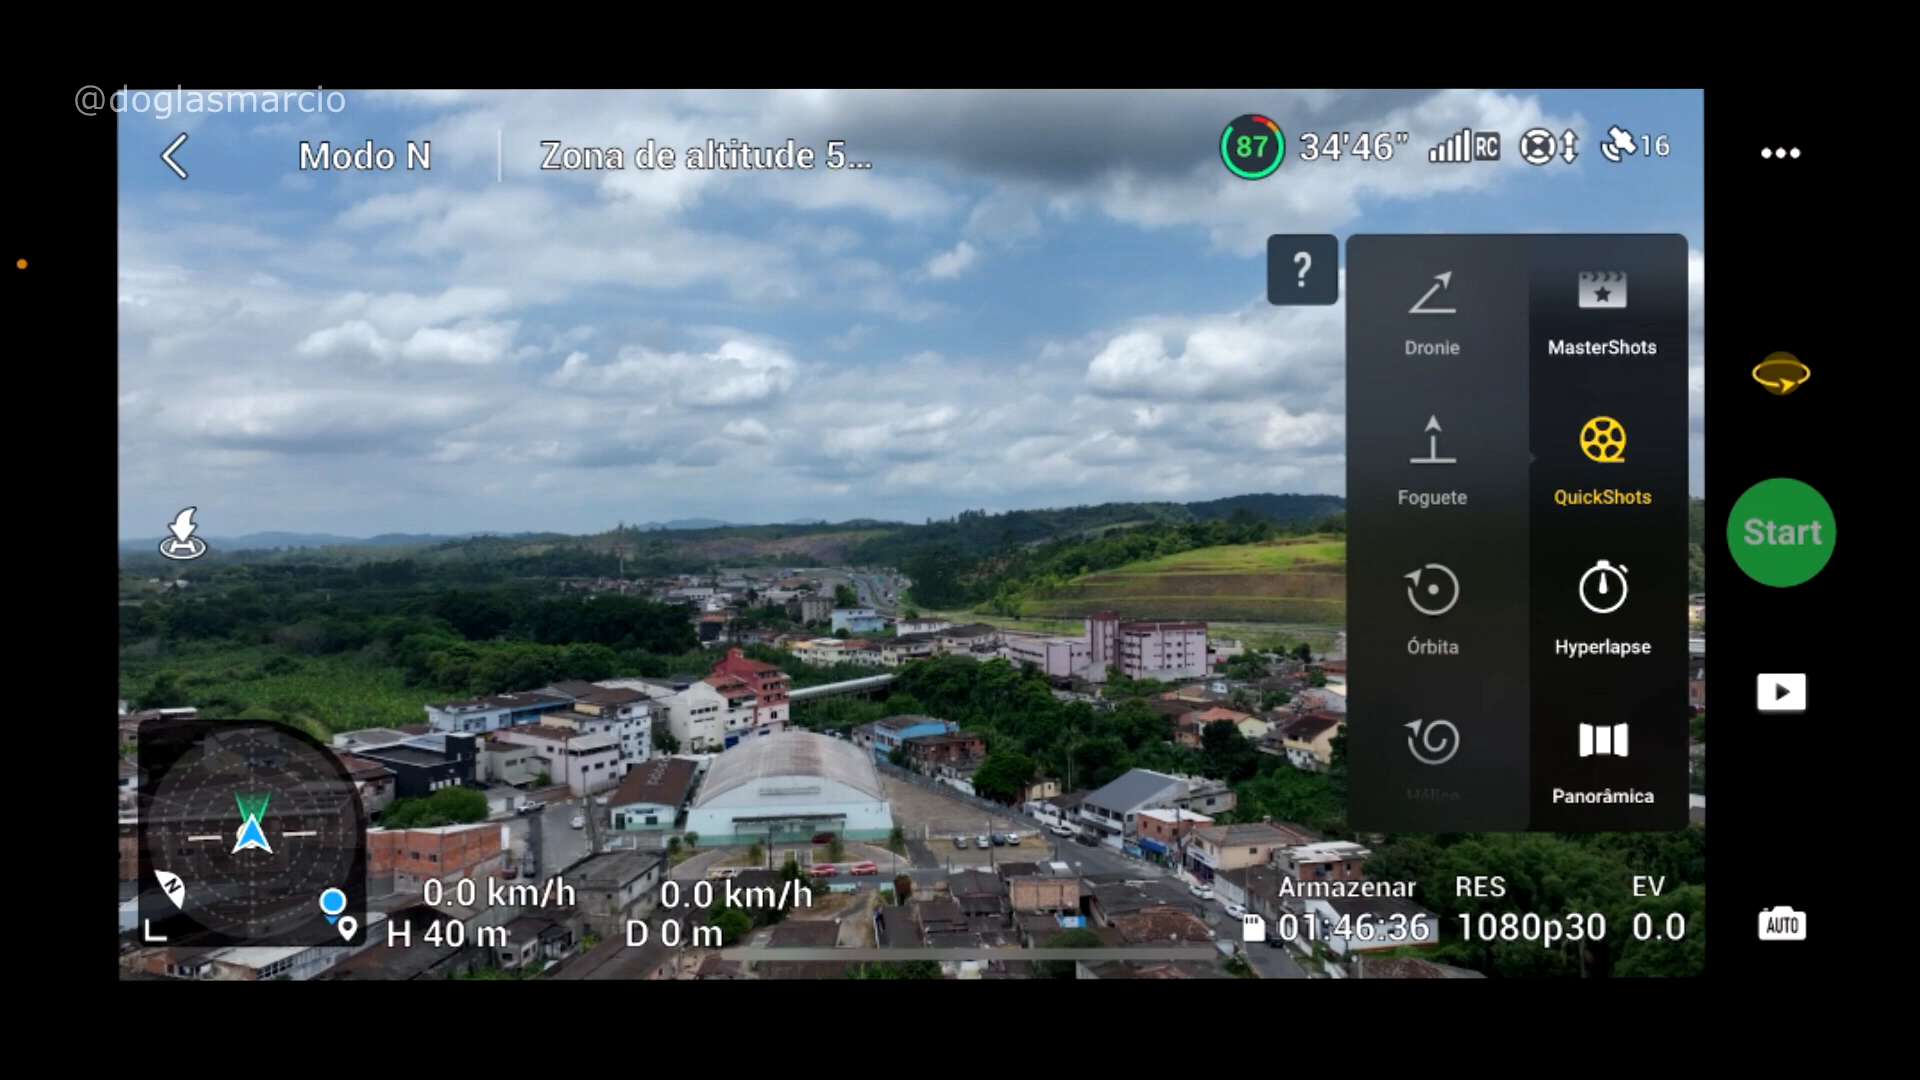 @doglasmarcio
Modo N
Zona de altitude 5...
87
34'46"
RC
16
?
Dronie
MasterShots
Foguete
QuickShots
Start
Órbita
Hyperlapse
Hélice
Panorâmica
N
0.0 km/h
0.0 km/h
H 40 m
D 0 m
Armazenar
RES
EV
01:46:36
1080p30
0.0
AUTO